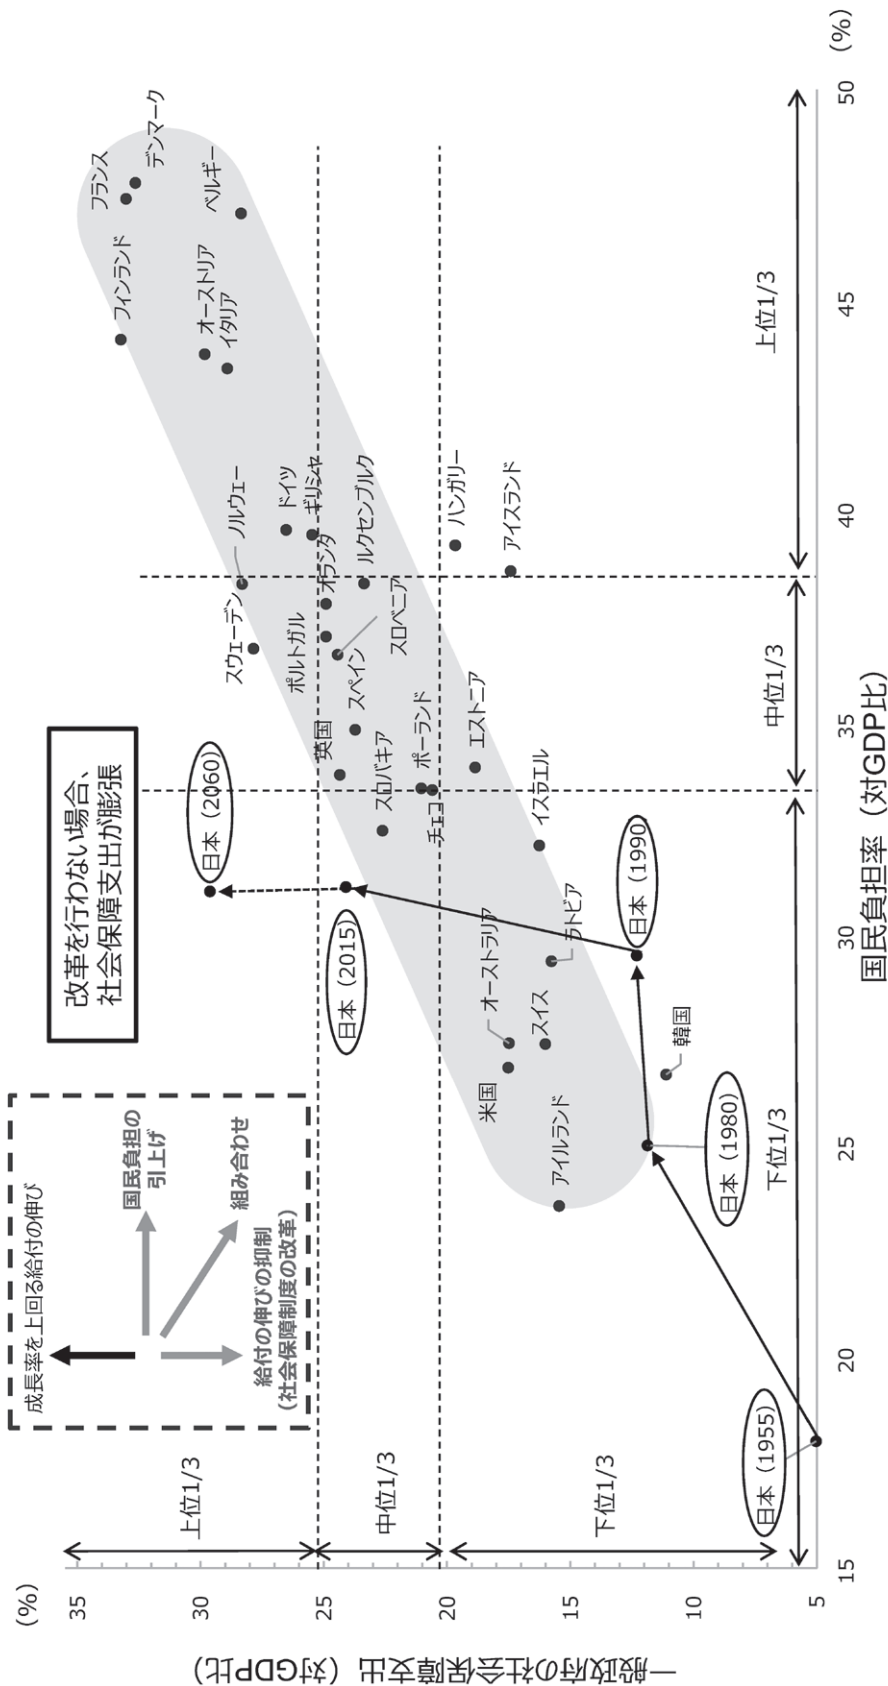 (%)
一般政府の社会保障支出（対GDP比）
35
30
25
20
15
10
5
上位1/3
中位1/3
下位1/3
成長率を上回る給付の伸び
国民負担の
引上げ
組み合わせ
給付の伸びの抑制
（社会保障制度の改革）
改革を行わない場合、
社会保障支出が膨張
日本（1955）
日本（1980）
日本（1990）
日本（2015）
日本（2060）
アイルランド
米国
オーストラリア
スイス
韓国
ラトビア
イスラエル
スロバキア
チェコ
ポーランド
エストニア
英国
スペイン
スロベニア
ポルトガル
オランダ
スウェーデン
ノルウェー
ルクセンブルク
ギリシャ
ドイツ
ハンガリー
アイスランド
イタリア
オーストリア
フィンランド
ベルギー
フランス
デンマーク
下位1/3
中位1/3
上位1/3
15
20
25
30
35
40
45
50
(%)
国民負担率（対GDP比）